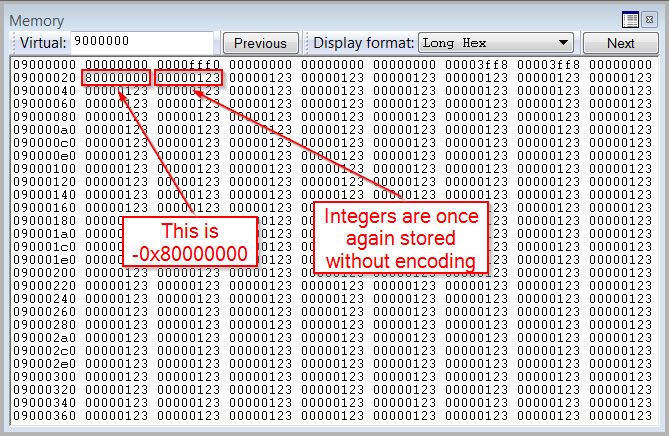 Memory
Virtual: 9000000 Previous Display format: Long Hex Next
09000000 00000000 0000fff0 00000000 00000000 00000000 00003ff8 00003ff8 00000000
09000020 80000000 00000123 00000123 00000123 00000123 00000123 00000123 00000123
09000040 00000123 00000123 00000123 00000123 00000123 00000123 00000123 00000123
09000060 00000123 00000123 00000123 00000123 00000123 00000123 00000123 00000123
09000080 00000123 00000123 00000123 00000123 00000123 00000123 00000123 00000123
090000a0 00000123 00000123 00000123 00000123 00000123 00000123 00000123 00000123
090000c0 00000123 00000123 00000123 00000123 00000123 00000123 00000123 00000123
090000e0 00000123 00000123 00000123 00000123 00000123 00000123 00000123 00000123
09000100 00000123 00000123 00000123 00000123 00000123 00000123 00000123 00000123
09000120 00000123 00000123 00000123 00000123 00000123 00000123 00000123 00000123
09000140 00000123 00000123 00000123 00000123 00000123 00000123 00000123 00000123
09000160 00000123 00000123 00000123 00000123 00000123
09000180 00000123 00000123
090001a0 00000123 00000123
090001c0 00000123 00000123
090001e0 00000123 00000123
This is
-0x80000000
Integers are once
again stored
without encoding
09000200 00000123 00000123 00000123 00000123 00000123
09000220 00000123 00000123 00000123 00000123 00000123 00000123 00000123 00000123
09000240 00000123 00000123 00000123 00000123 00000123 00000123 00000123 00000123
09000260 00000123 00000123 00000123 00000123 00000123 00000123 00000123 00000123
09000280 00000123 00000123 00000123 00000123 00000123 00000123 00000123 00000123
090002a0 00000123 00000123 00000123 00000123 00000123 00000123 00000123 00000123
090002c0 00000123 00000123 00000123 00000123 00000123 00000123 00000123 00000123
090002e0 00000123 00000123 00000123 00000123 00000123 00000123 00000123 00000123
09000300 00000123 00000123 00000123 00000123 00000123 00000123 00000123 00000123
09000320 00000123 00000123 00000123 00000123 00000123 00000123 00000123 00000123
09000340 00000123 00000123 00000123 00000123 00000123 00000123 00000123 00000123
09000360 00000123 00000123 00000123 00000123 00000123 00000123 00000123 00000123